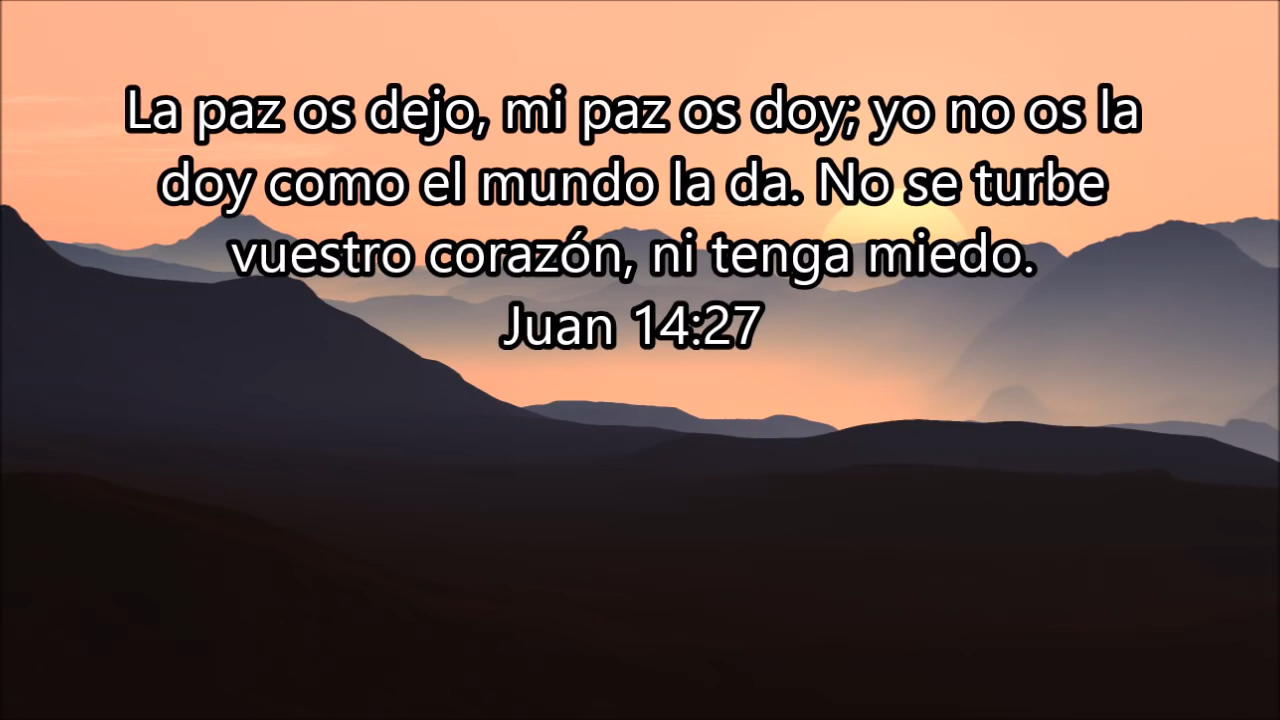 La paz os dejo, mi paz os doy; yo no os la
doy como el mundo la da. No se turbe
vuestro corazón, ni tenga miedo.
Juan 14:27